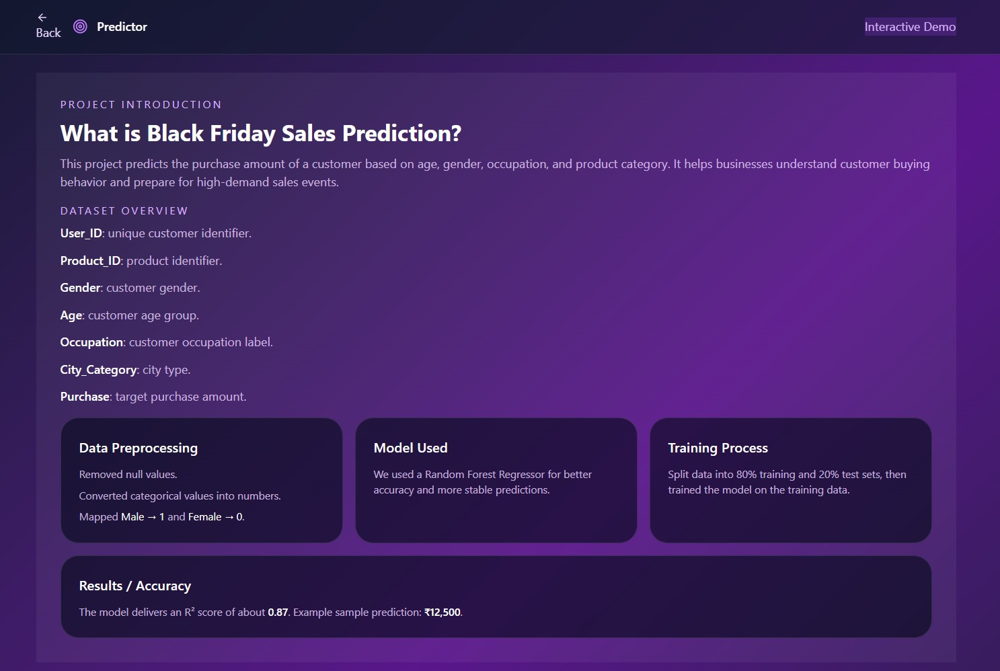 ← Back
Predictor
Interactive Demo
PROJECT INTRODUCTION
What is Black Friday Sales Prediction?
This project predicts the purchase amount of a customer based on age, gender, occupation, and product category. It helps businesses understand customer buying
behavior and prepare for high-demand sales events.
DATASET OVERVIEW
User_ID: unique customer identifier.
Product_ID: product identifier.
Gender: customer gender.
Age: customer age group.
Occupation: customer occupation label.
City_Category: city type.
Purchase: target purchase amount.
Data Preprocessing
Removed null values.
Converted categorical values into numbers.
Mapped Male → 1 and Female → 0.
Model Used
We used a Random Forest Regressor for better
accuracy and more stable predictions.
Training Process
Split data into 80% training and 20% test sets, then
trained the model on the training data.
Results / Accuracy
The model delivers an R² score of about 0.87. Example sample prediction: ₹12,500.